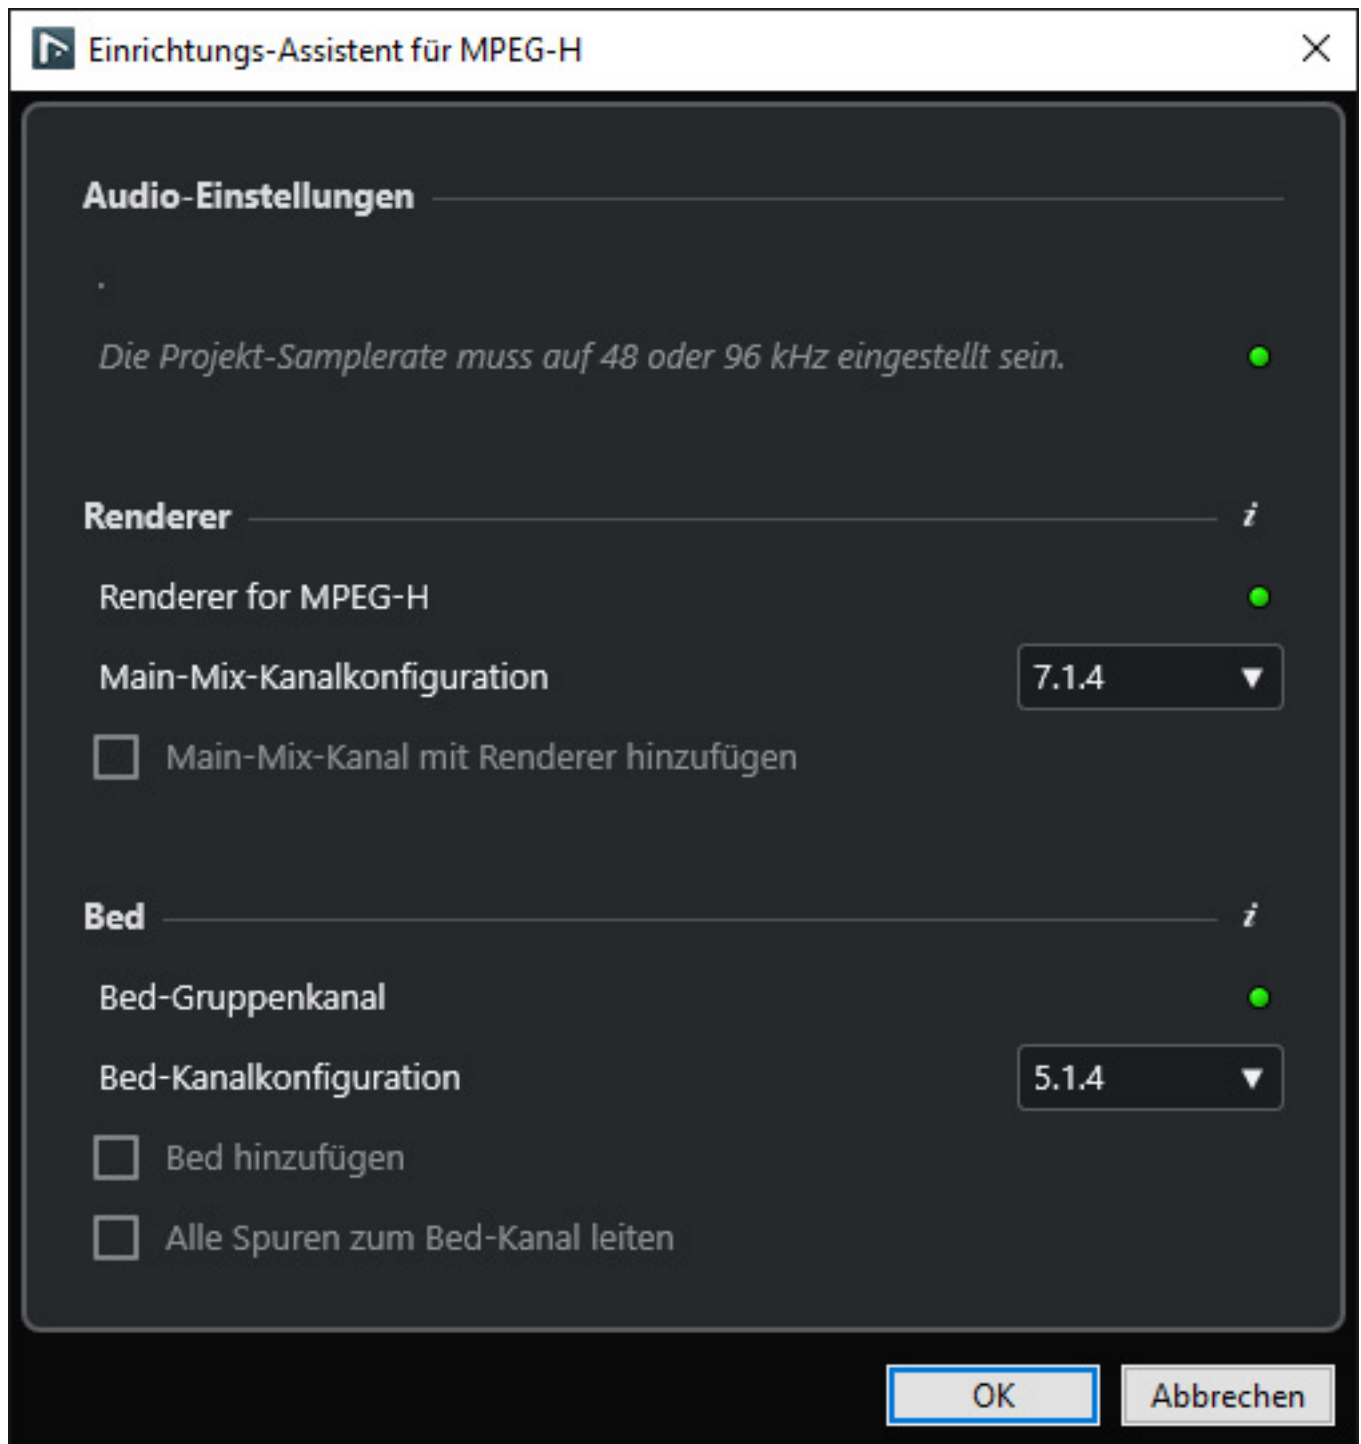 Einrichtungs-Assistent für MPEG-H
Audio-Einstellungen
.
Die Projekt-Samplerate muss auf 48 oder 96 kHz eingestellt sein.
Renderer i
Renderer for MPEG-H
Main-Mix-Kanalkonfiguration 7.1.4
Main-Mix-Kanal mit Renderer hinzufügen
Bed i
Bed-Gruppenkanal
Bed-Kanalkonfiguration 5.1.4
Bed hinzufügen
Alle Spuren zum Bed-Kanal leiten
OK Abbrechen